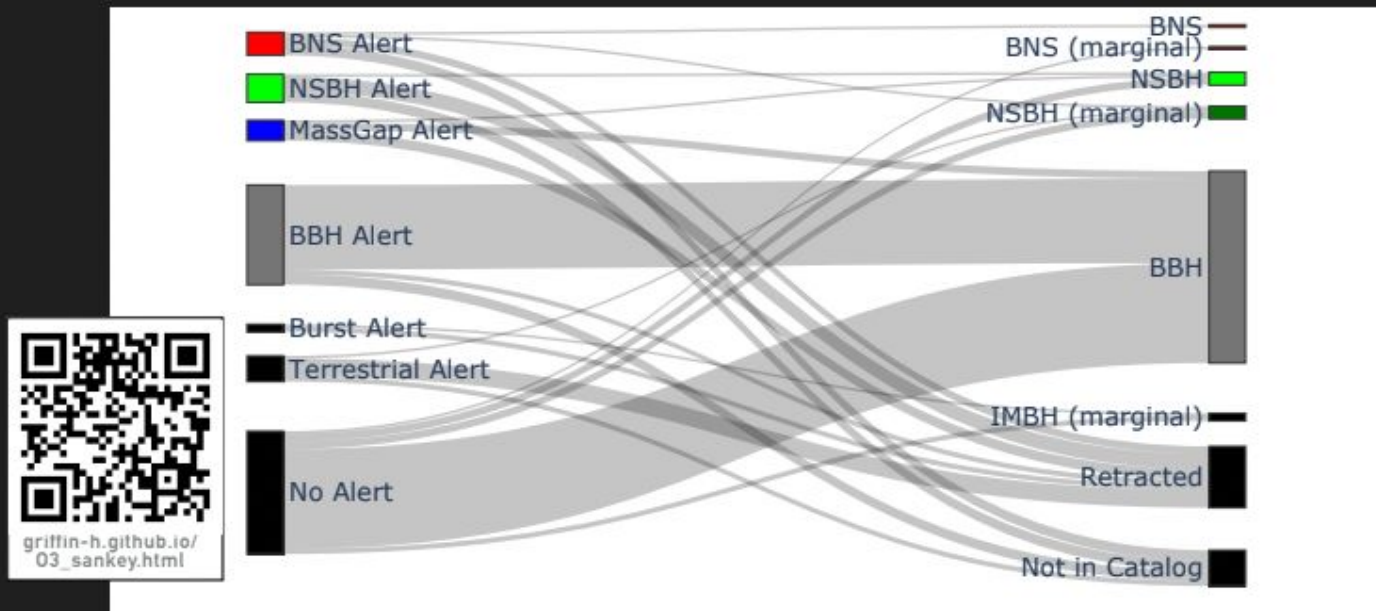 BNS Alert
NSBH Alert
MassGap Alert
BBH Alert
Burst Alert
Terrestrial Alert
No Alert
BNS
BNS (marginal)
NSBH
NSBH (marginal)
BBH
IMBH (marginal)
Retracted
Not in Catalog
griffin-h.github.io/
O3_sankey.html